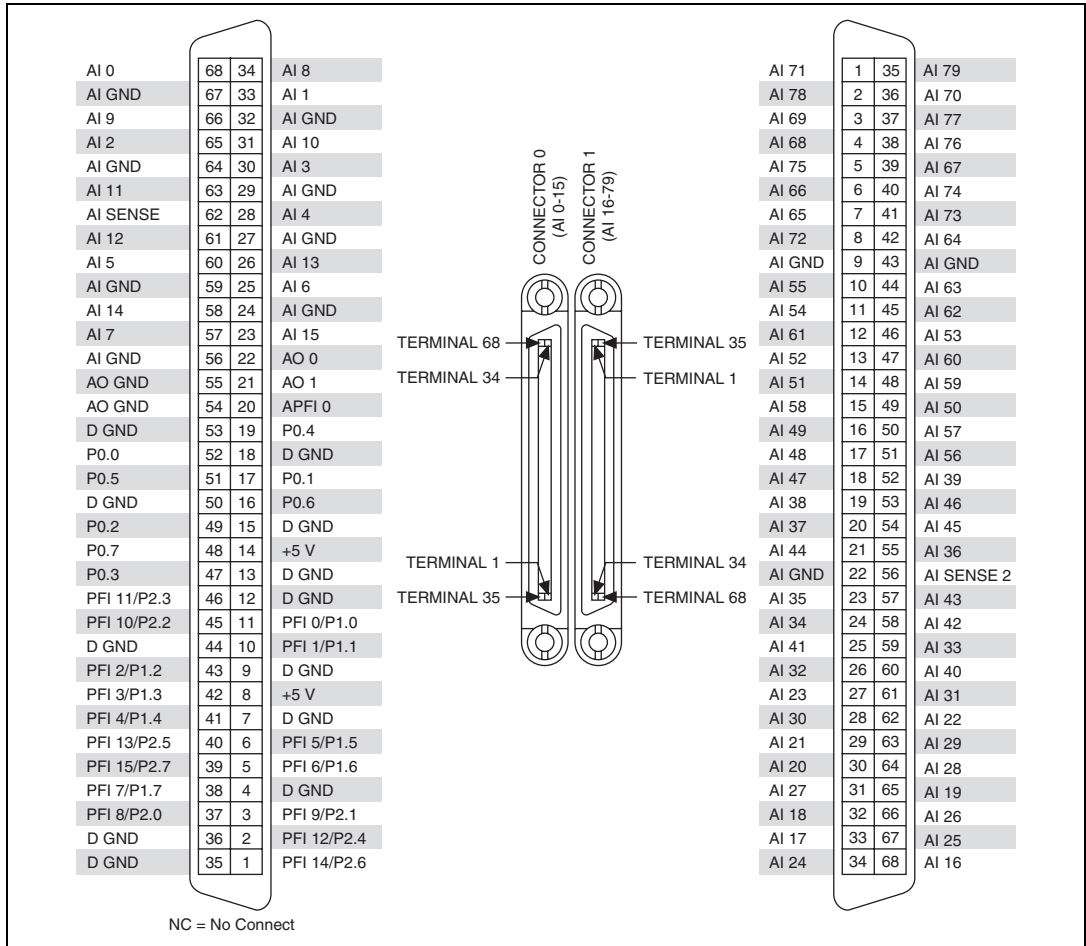 AI 0 68 34 AI 8
AI GND 67 33 AI 1
AI 9 66 32 AI GND
AI 2 65 31 AI 10
AI GND 64 30 AI 3
AI 11 63 29 AI GND
AI SENSE 62 28 AI 4
AI 12 61 27 AI GND
AI 5 60 26 AI 13
AI GND 59 25 AI 6
AI 14 58 24 AI GND
AI 7 57 23 AI 15
AI GND 56 22 AO 0
AO GND 55 21 AO 1
AO GND 54 20 APFI 0
D GND 53 19 P0.4
P0.0 52 18 D GND
P0.5 51 17 P0.1
D GND 50 16 P0.6
P0.2 49 15 D GND
P0.7 48 14 +5 V
P0.3 47 13 D GND
PFI 11/P2.3 46 12 D GND
PFI 10/P2.2 45 11 PFI 0/P1.0
D GND 44 10 PFI 1/P1.1
PFI 2/P1.2 43 9 D GND
PFI 3/P1.3 42 8 +5 V
PFI 4/P1.4 41 7 D GND
PFI 13/P2.5 40 6 PFI 5/P1.5
PFI 15/P2.7 39 5 PFI 6/P1.6
PFI 7/P1.7 38 4 D GND
PFI 8/P2.0 37 3 PFI 9/P2.1
D GND 36 2 PFI 12/P2.4
D GND 35 1 PFI 14/P2.6
NC = No Connect
CONNECTOR 0
(AI 0-15)
CONNECTOR 1
(AI 16-79)
TERMINAL 68
TERMINAL 35
TERMINAL 34
TERMINAL 1
TERMINAL 1
TERMINAL 34
TERMINAL 35
TERMINAL 68
AI 71 1 35 AI 79
AI 78 2 36 AI 70
AI 69 3 37 AI 77
AI 68 4 38 AI 76
AI 75 5 39 AI 67
AI 66 6 40 AI 74
AI 65 7 41 AI 73
AI 72 8 42 AI 64
AI GND 9 43 AI GND
AI 55 10 44 AI 63
AI 54 11 45 AI 62
AI 61 12 46 AI 53
AI 52 13 47 AI 60
AI 51 14 48 AI 59
AI 58 15 49 AI 50
AI 49 16 50 AI 57
AI 48 17 51 AI 56
AI 47 18 52 AI 39
AI 38 19 53 AI 46
AI 37 20 54 AI 45
AI 44 21 55 AI 36
AI GND 22 56 AI SENSE 2
AI 35 23 57 AI 43
AI 34 24 58 AI 42
AI 41 25 59 AI 33
AI 32 26 60 AI 40
AI 23 27 61 AI 31
AI 30 28 62 AI 22
AI 21 29 63 AI 29
AI 20 30 64 AI 28
AI 27 31 65 AI 19
AI 18 32 66 AI 26
AI 17 33 67 AI 25
AI 24 34 68 AI 16